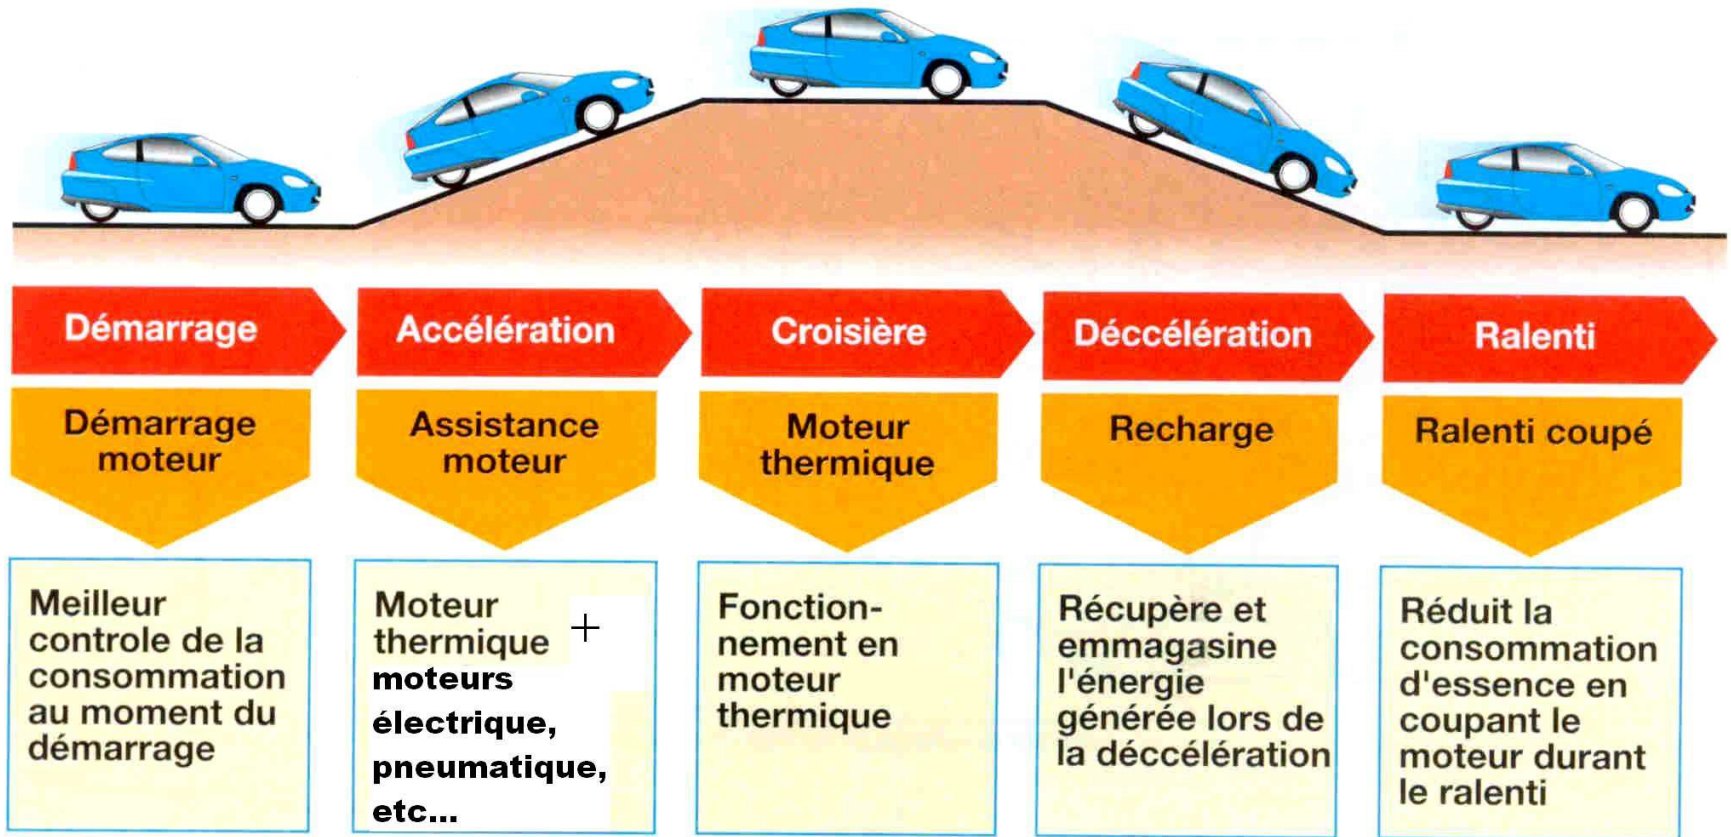 Démarrage
Accélération
Croisière
Déccélération
Ralenti
Démarrage
moteur
Assistance
moteur
Moteur
thermique
Recharge
Ralenti coupé
Meilleur
controle de la
consommation
au moment du
démarrage
Moteur
thermique +
moteurs
électrique,
pneumatique,
etc...
Fonction-
nement en
moteur
thermique
Récupère et
emmagasine
l'énergie
générée lors de
la déccélération
Réduit la
consommation
d'essence en
coupant le
moteur durant
le ralenti